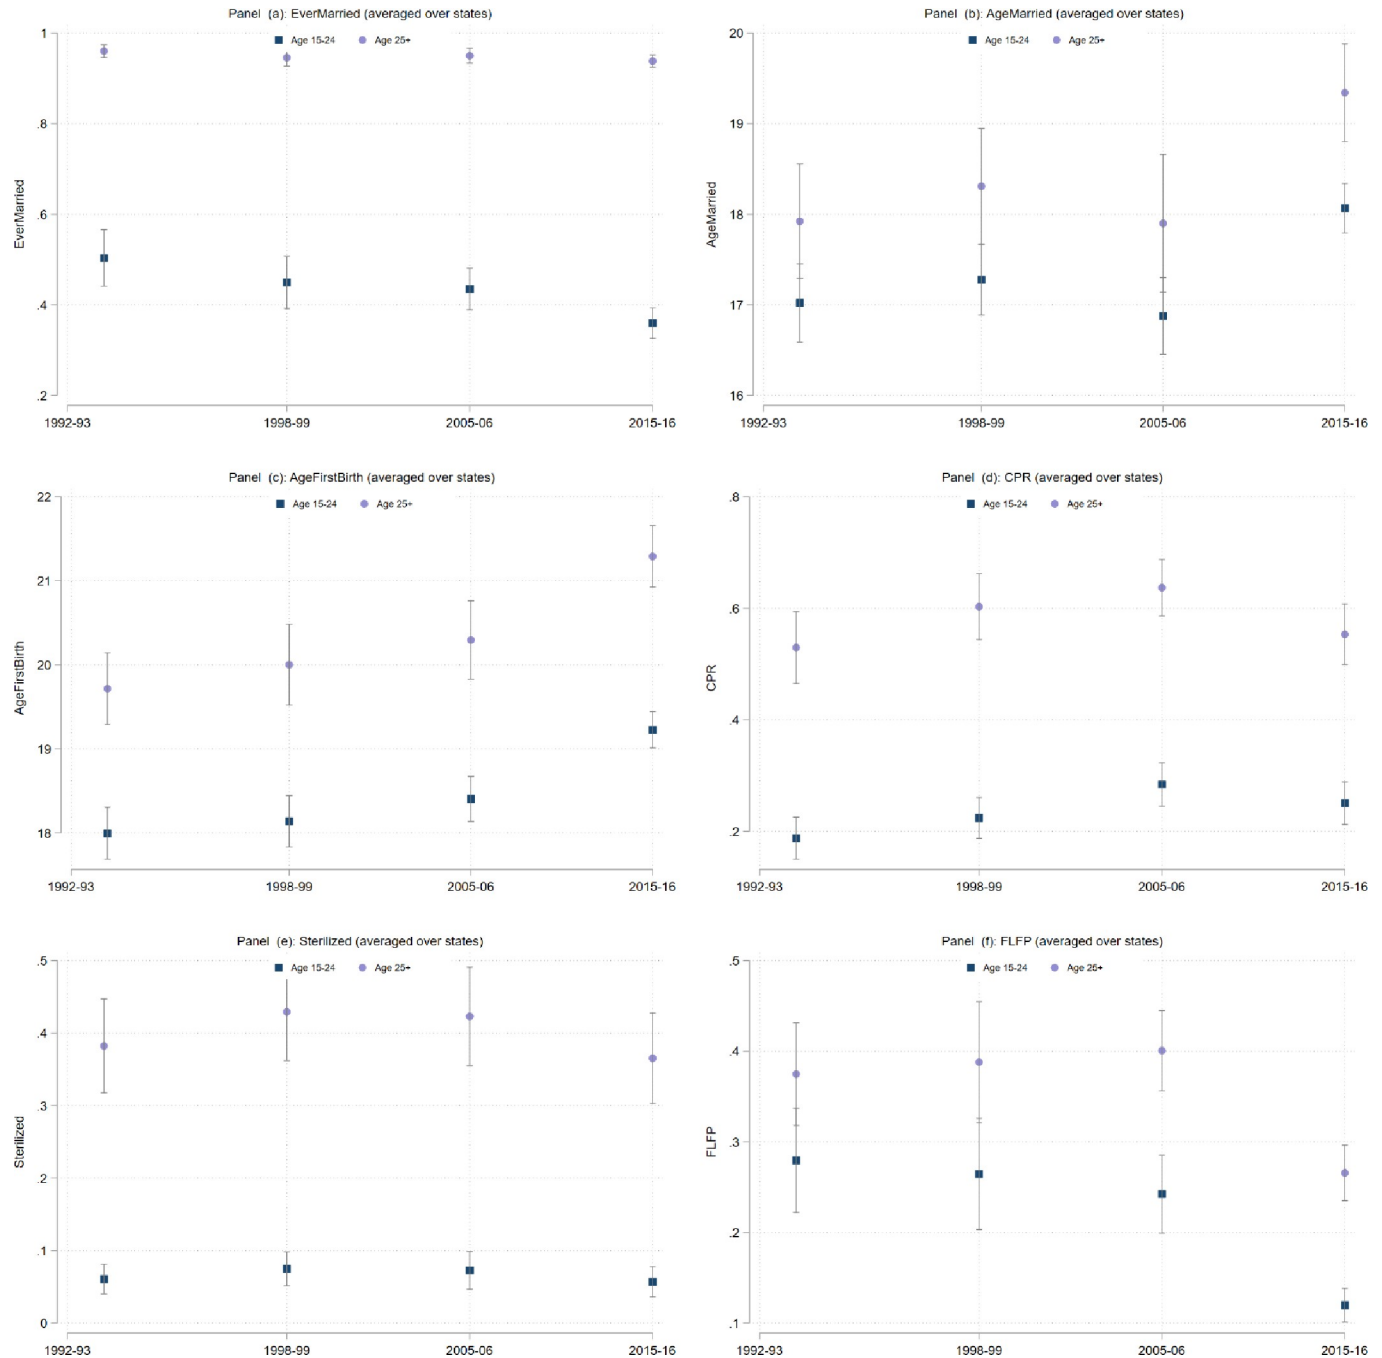 Panel (a): EverMarried (averaged over states)
Age 15-24 Age 25+
1
.8
.6
.4
.2
EverMarried
1992-93 1998-99 2005-06 2015-16
Panel (b): AgeMarried (averaged over states)
Age 15-24 Age 25+
20
19
18
17
16
AgeMarried
1992-93 1998-99 2005-06 2015-16
Panel (c): AgeFirstBirth (averaged over states)
Age 15-24 Age 25+
22
21
20
19
18
AgeFirstBirth
1992-93 1998-99 2005-06 2015-16
Panel (d): CPR (averaged over states)
Age 15-24 Age 25+
.8
.6
.4
.2
CPR
1992-93 1998-99 2005-06 2015-16
Panel (e): Sterilized (averaged over states)
Age 15-24 Age 25+
.5
.4
.3
.2
.1
0
Sterilized
1992-93 1998-99 2005-06 2015-16
Panel (f): FLFP (averaged over states)
Age 15-24 Age 25+
.5
.4
.3
.2
.1
FLFP
1992-93 1998-99 2005-06 2015-16